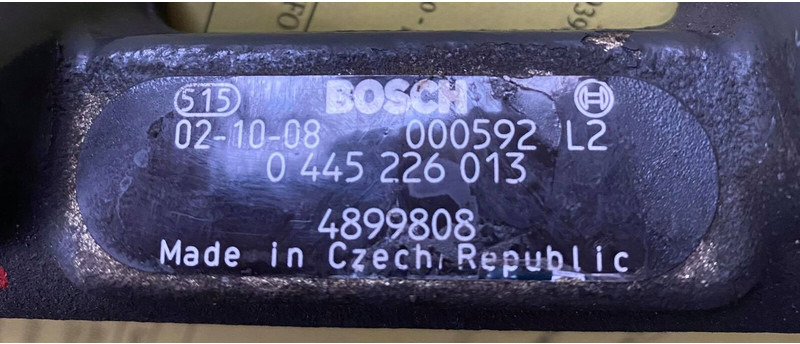 515 BOSCH
02-10-08 000592 L2
0 445 226 013
4899808
Made in Czech Republic